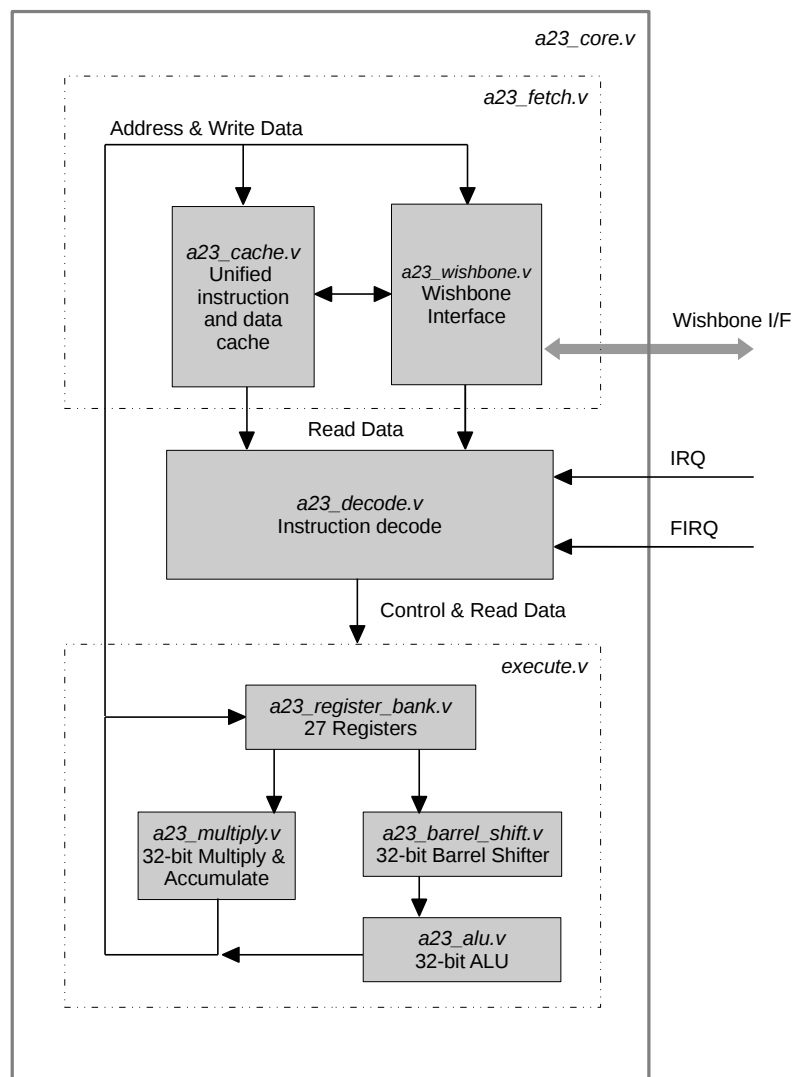 a23_core.v
a23_fetch.v
Address & Write Data
a23_cache.v
Unified
instruction
and data
cache
a23_wishbone.v
Wishbone
Interface
Wishbone I/F
Read Data
IRQ
a23_decode.v
Instruction decode
FIRQ
Control & Read Data
execute.v
a23_register_bank.v
27 Registers
a23_multiply.v
32-bit Multiply &
Accumulate
a23_barrel_shift.v
32-bit Barrel Shifter
a23_alu.v
32-bit ALU